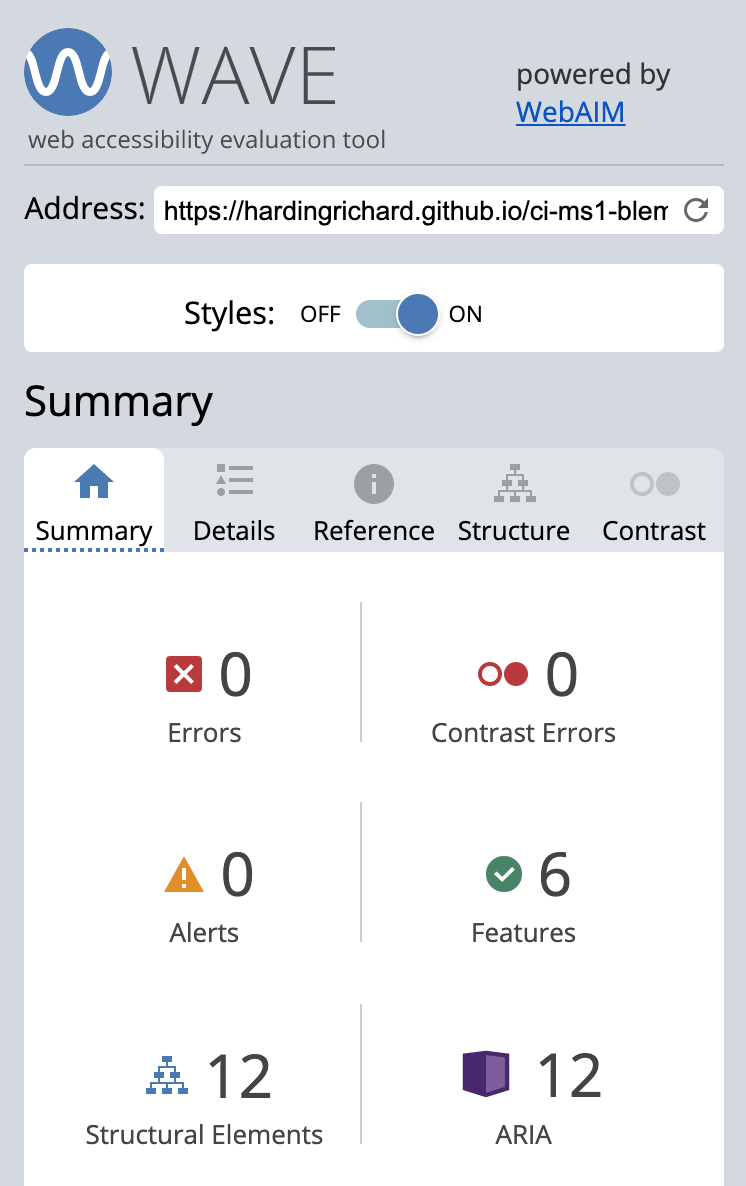 WAVE
powered by
WebAIM
web accessibility evaluation tool
Address: https://hardingrichard.github.io/ci-ms1-blem
Styles: OFF ON
Summary
Summary Details Reference Structure Contrast
0 0
Errors Contrast Errors
0 6
Alerts Features
12 12
Structural Elements ARIA